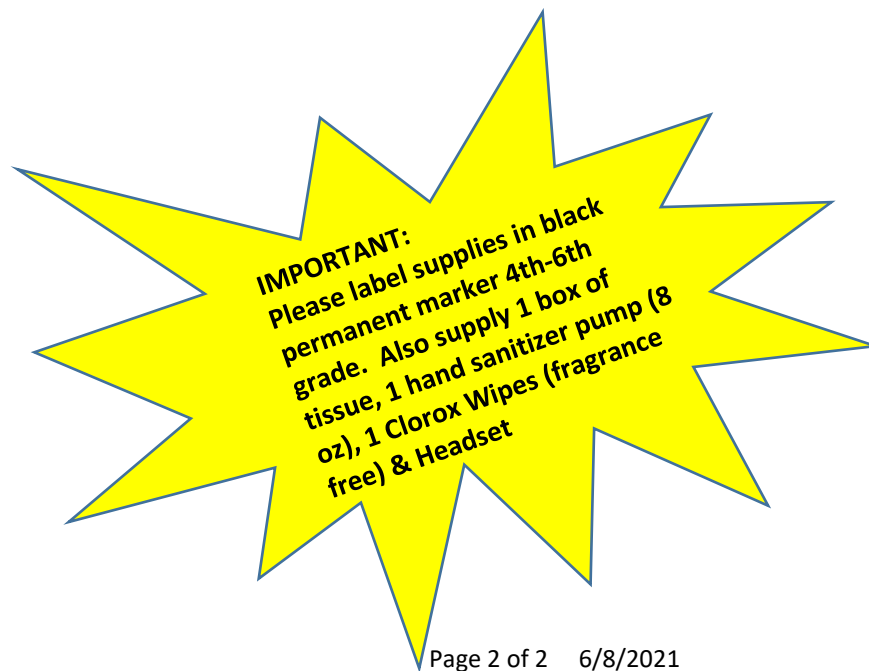 IMPORTANT:
Please label supplies in black
permanent marker 4th-6th
grade.  Also supply 1 box of
tissue, 1 hand sanitizer pump (8
oz), 1 Clorox Wipes (fragrance
free) & Headset
Page 2 of 2    6/8/2021